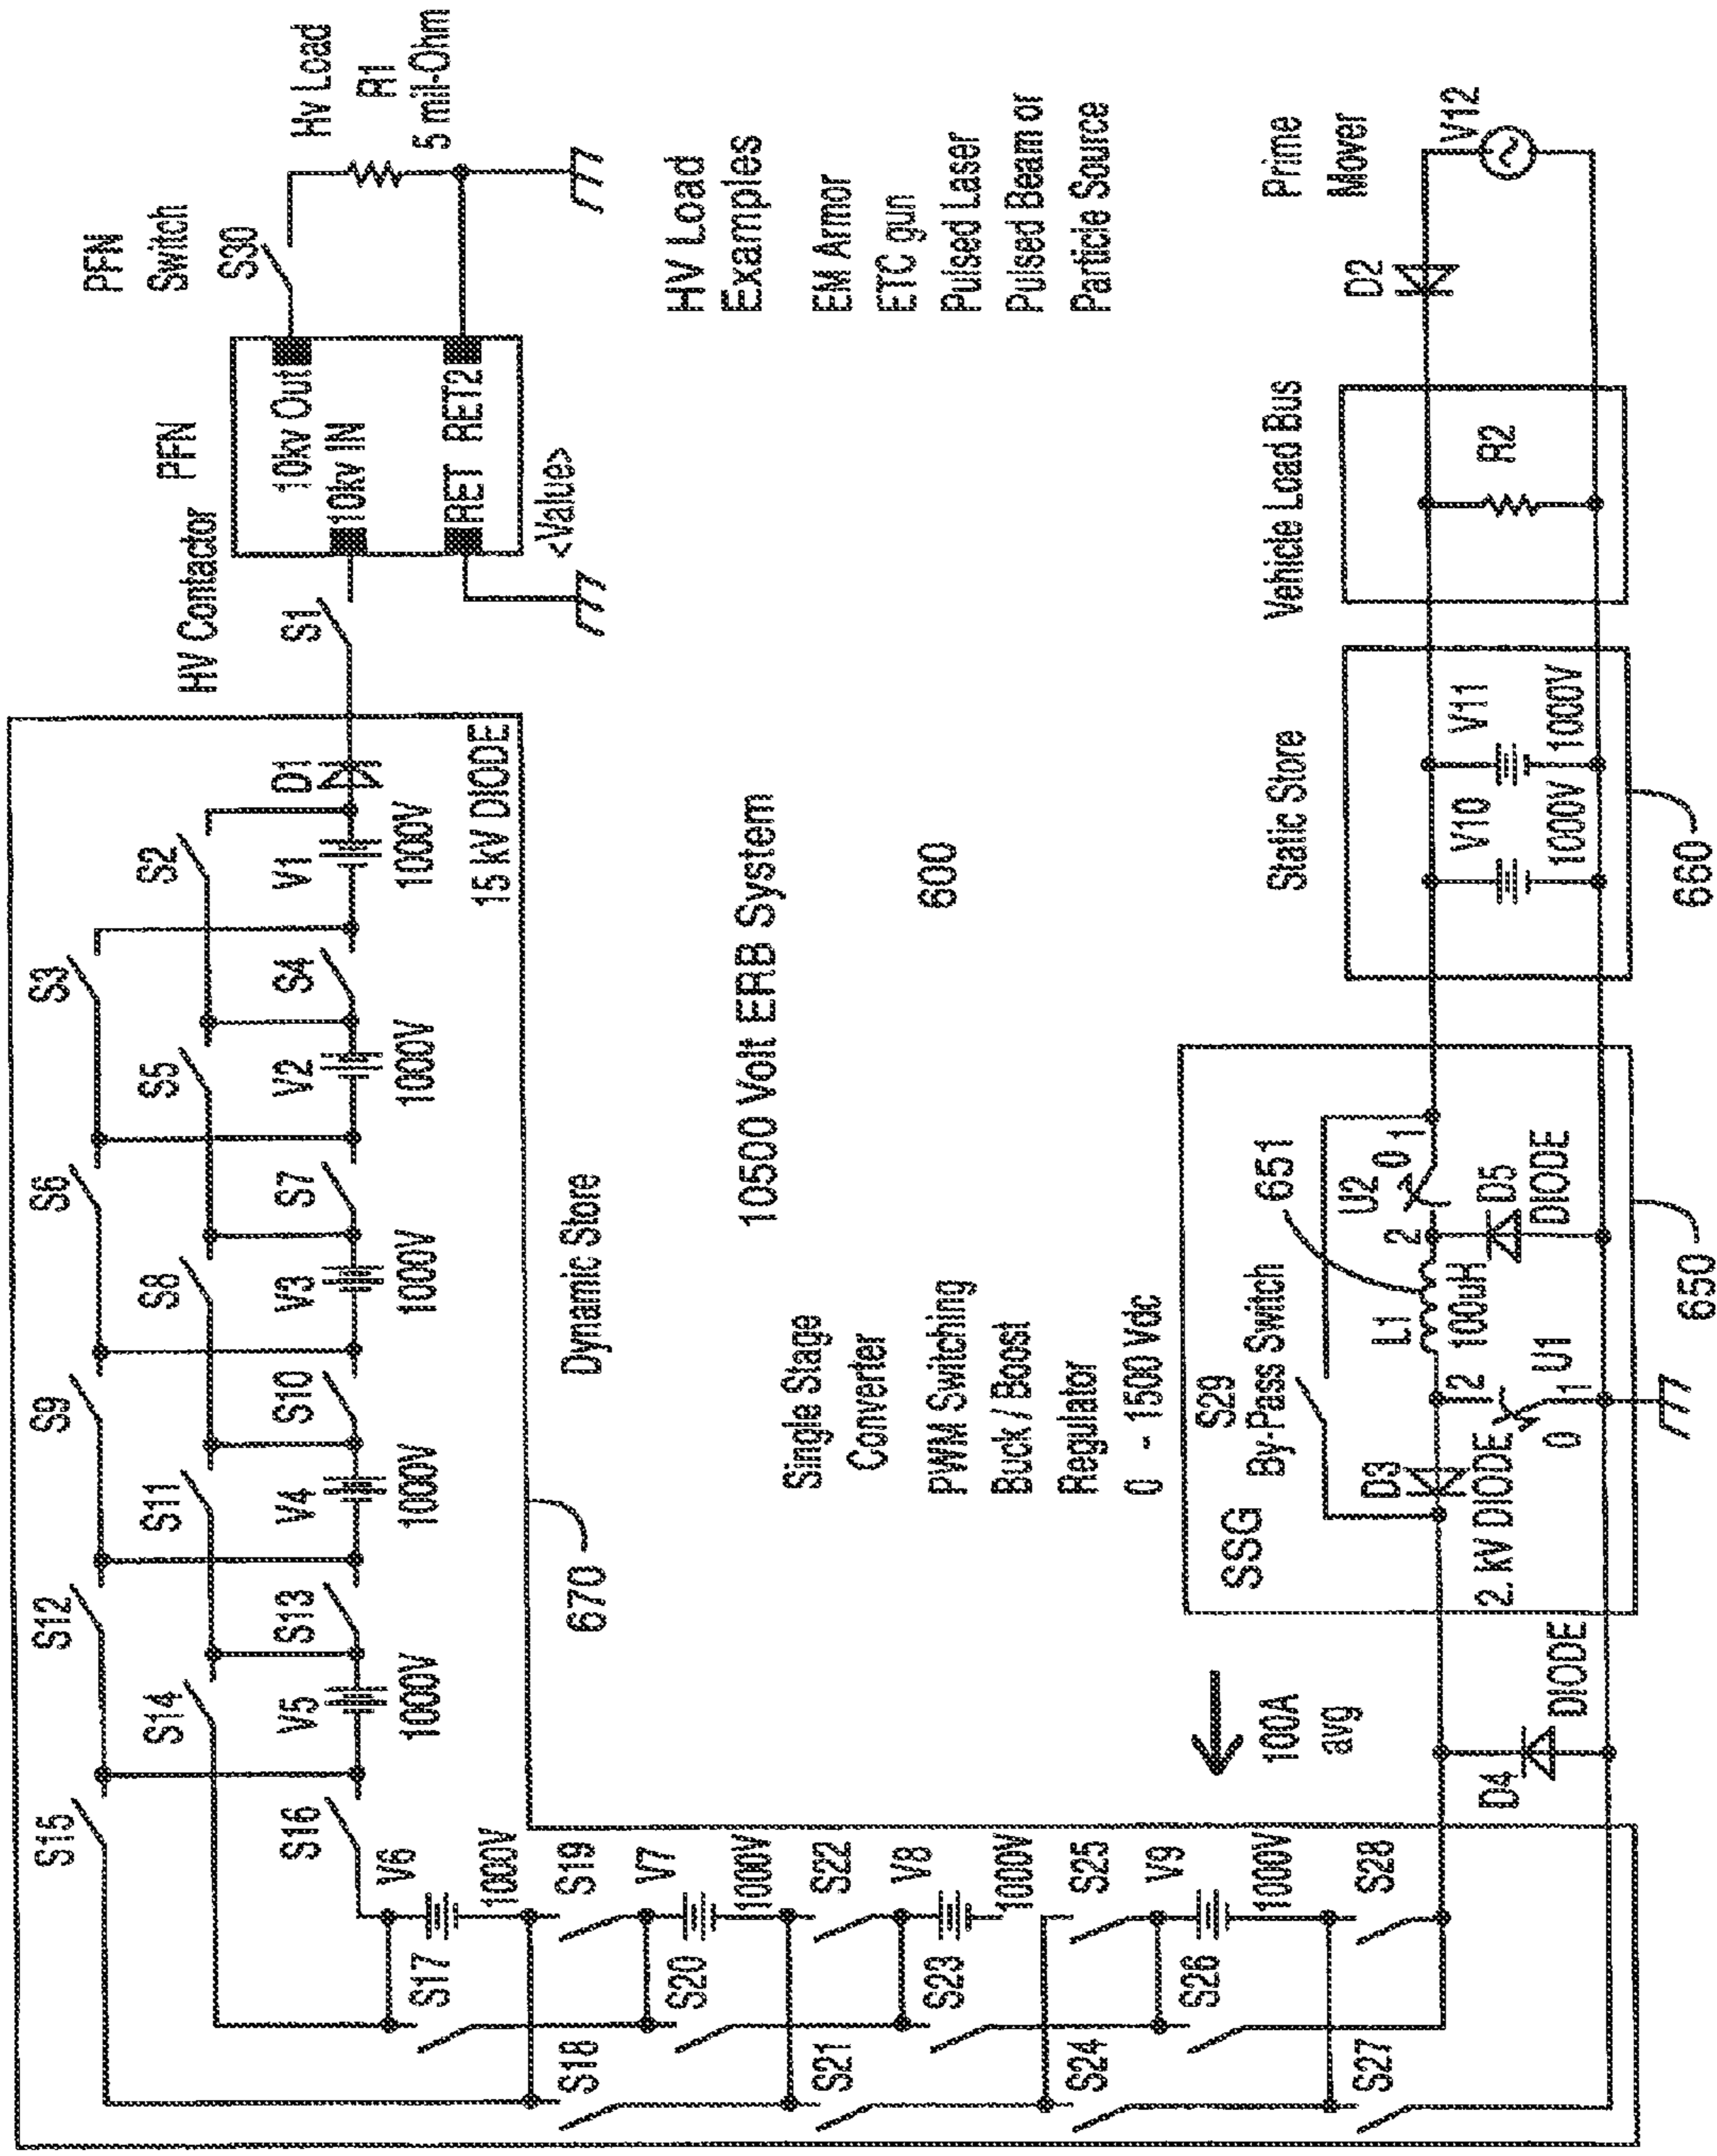 PFN
Switch
S30
Hv Load
R1
5 mil-Ohm
PFN
10kv Out
10kv IN
RET RET2
<Value>
HV Contactor
S1
D1
15 kV DIODE
S2
V1
1000V
S3
S4
V2
1000V
S5
S6
S7
V3
1000V
S8
S9
S10
V4
1000V
S11
S12
S13
V5
1000V
S14
S15
S16
V6
1000V
S17
S18
S19
V7
1000V
S20
S21
S22
V8
1000V
S23
S24
S25
V9
1000V
S26
S27
S28
670
Dynamic Store
10500 Volt ERB System
600
HV Load
Examples
EM Armor
ETC gun
Pulsed Laser
Pulsed Beam or
Particle Source
Single Stage
Converter
PWM Switching
Buck / Boost
Regulator
0 - 1500 Vdc
100A
avg
D4
DIODE
SSG
S29
By-Pass Switch
D3
2. kV DIODE
L1
100uH
651
U1
0
1
2
U2
0
1
2
D5
DIODE
650
Static Store
V10
1000V
V11
1000V
660
Vehicle Load Bus
R2
D2
Prime
Mover
V12